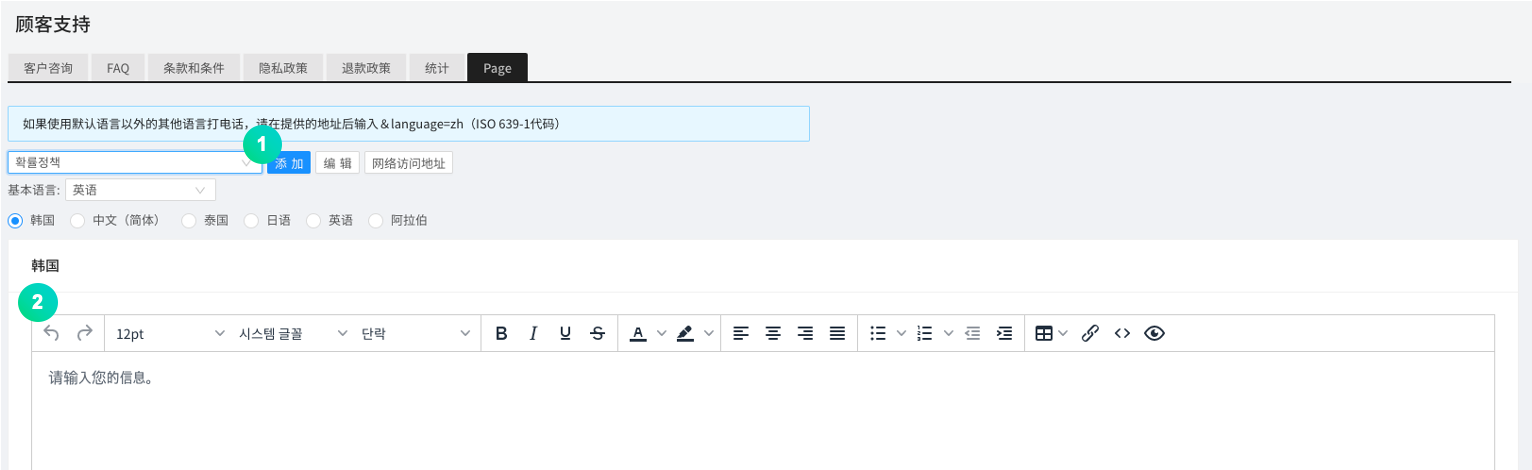 顾客支持
客户咨询 FAQ 条款和条件 隐私政策 退款政策 统计 Page
如果使用默认语言以外的其他语言打电话，请在提供的地址后输入＆language=zh（ISO 639-1代码）
1
확률정책 添 加 编 辑 网络访问地址
基本语言: 英语
韩国 中文（简体） 泰国 日语 英语 阿拉伯
韩国
2
12pt 시스템 글꼴 단락 B I U S A
请输入您的信息。